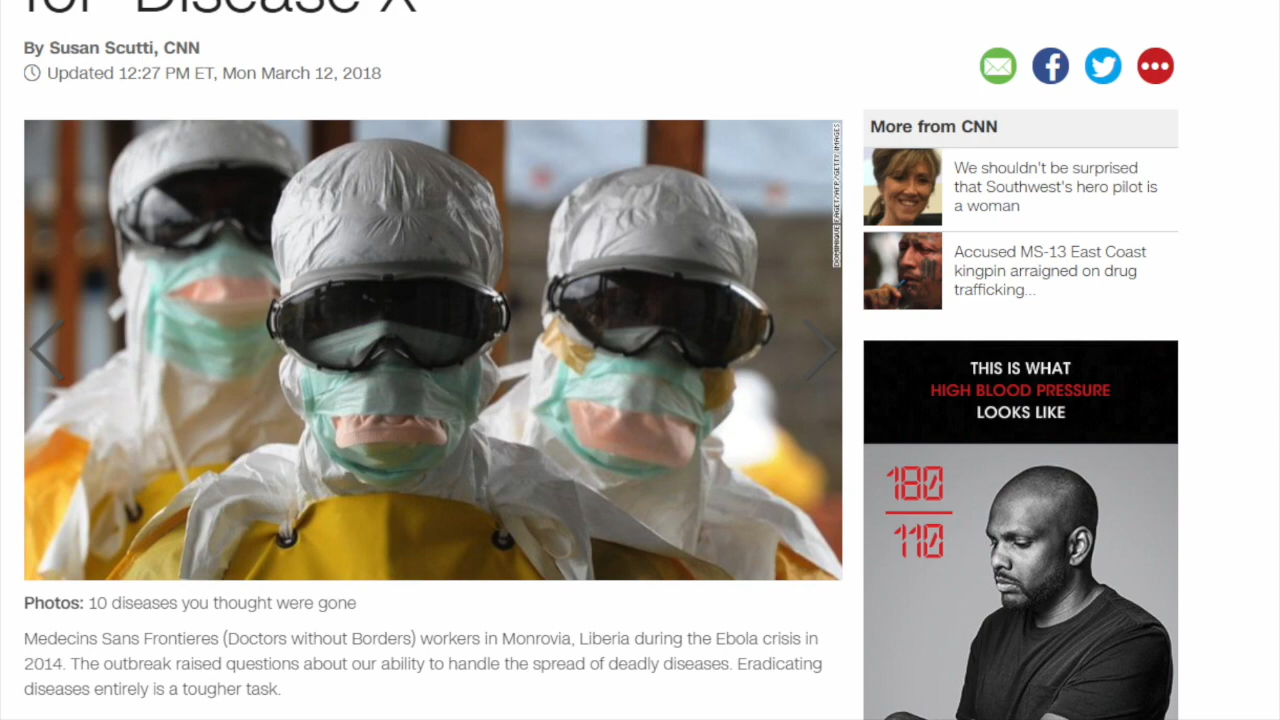 for 'Disease X'
By Susan Scutti, CNN
Updated 12:27 PM ET, Mon March 12, 2018
DOMINIQUE FAGET/AFP/GETTY IMAGES
Photos: 10 diseases you thought were gone
Medecins Sans Frontieres (Doctors without Borders) workers in Monrovia, Liberia during the Ebola crisis in
2014. The outbreak raised questions about our ability to handle the spread of deadly diseases. Eradicating
diseases entirely is a tougher task.
More from CNN
We shouldn't be surprised
that Southwest's hero pilot is
a woman
Accused MS-13 East Coast
kingpin arraigned on drug
trafficking...
THIS IS WHAT
HIGH BLOOD PRESSURE
LOOKS LIKE
180
110